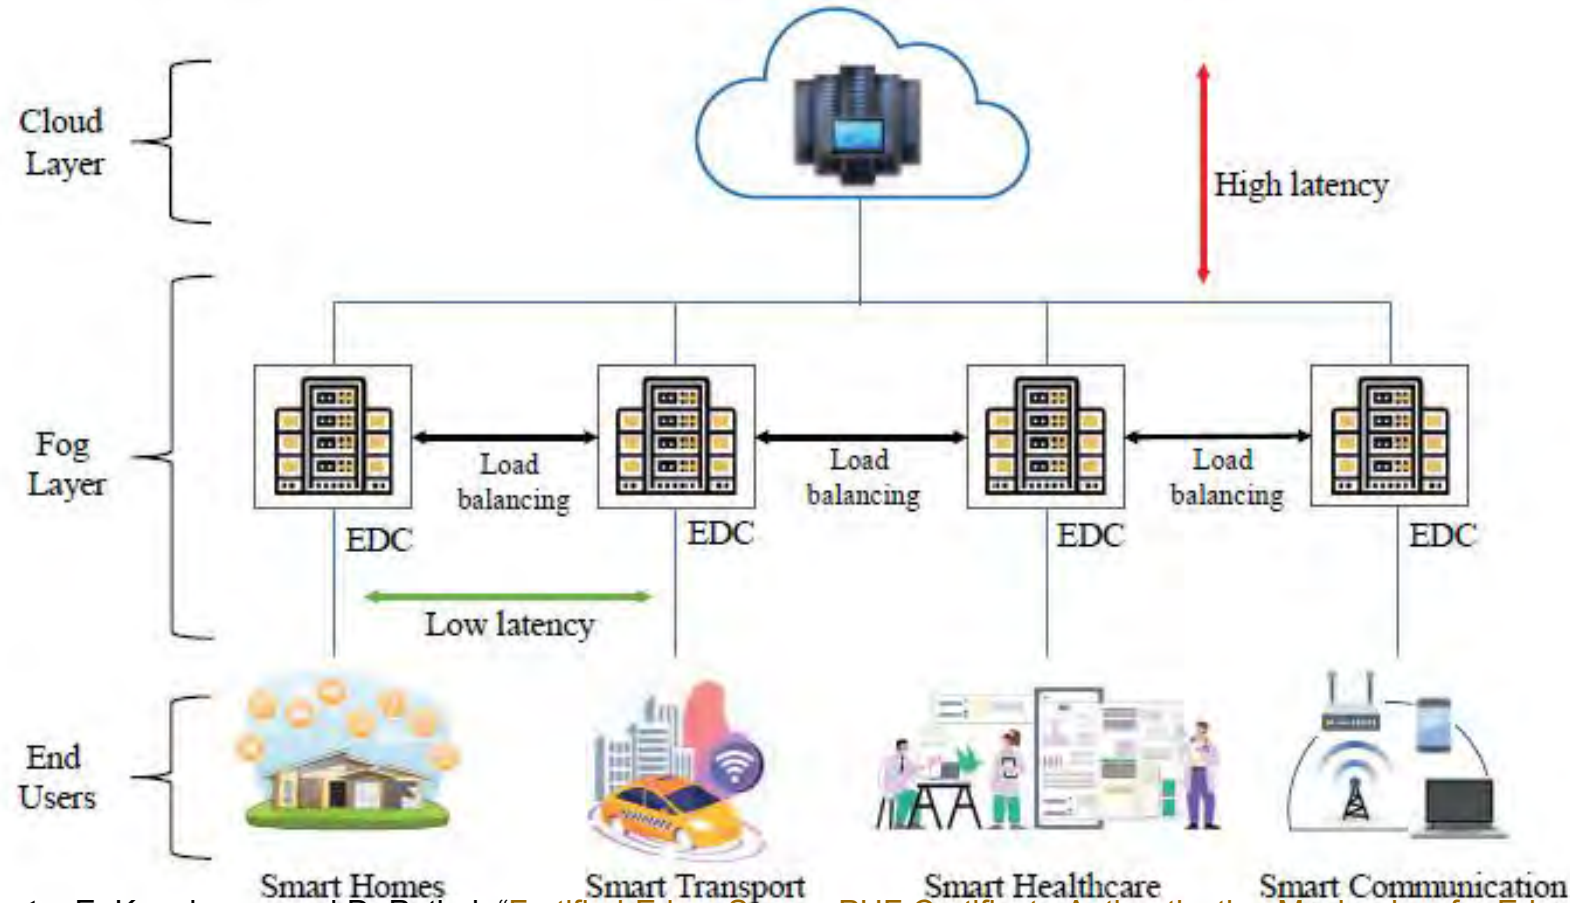 Cloud
Layer
High latency
Fog
Layer
Load
balancing
Load
balancing
Load
balancing
EDC
EDC
EDC
EDC
Low latency
End
Users
Smart Homes
Smart Transport
Smart Healthcare
Smart Communication